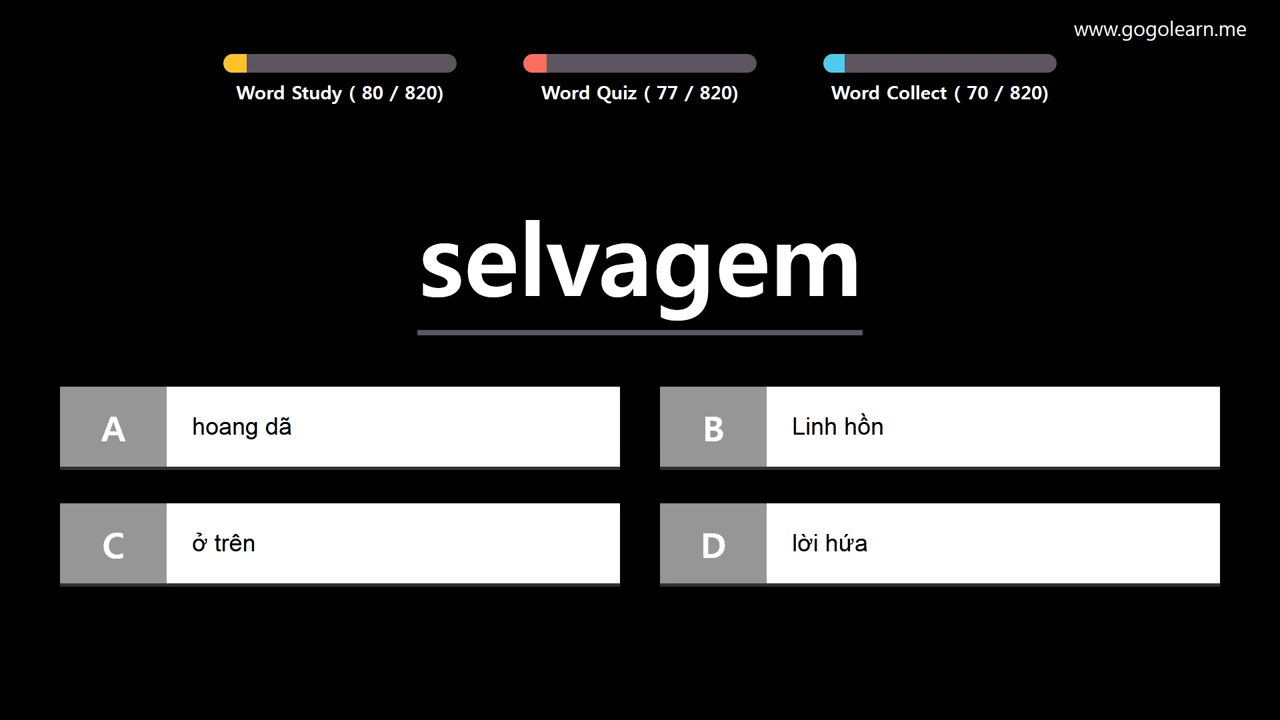 www.gogolearn.me
Word Study ( 80 / 820)
Word Quiz ( 77 / 820)
Word Collect ( 70 / 820)
selvagem
A hoang dã
B Linh hồn
C ở trên
D lời hứa